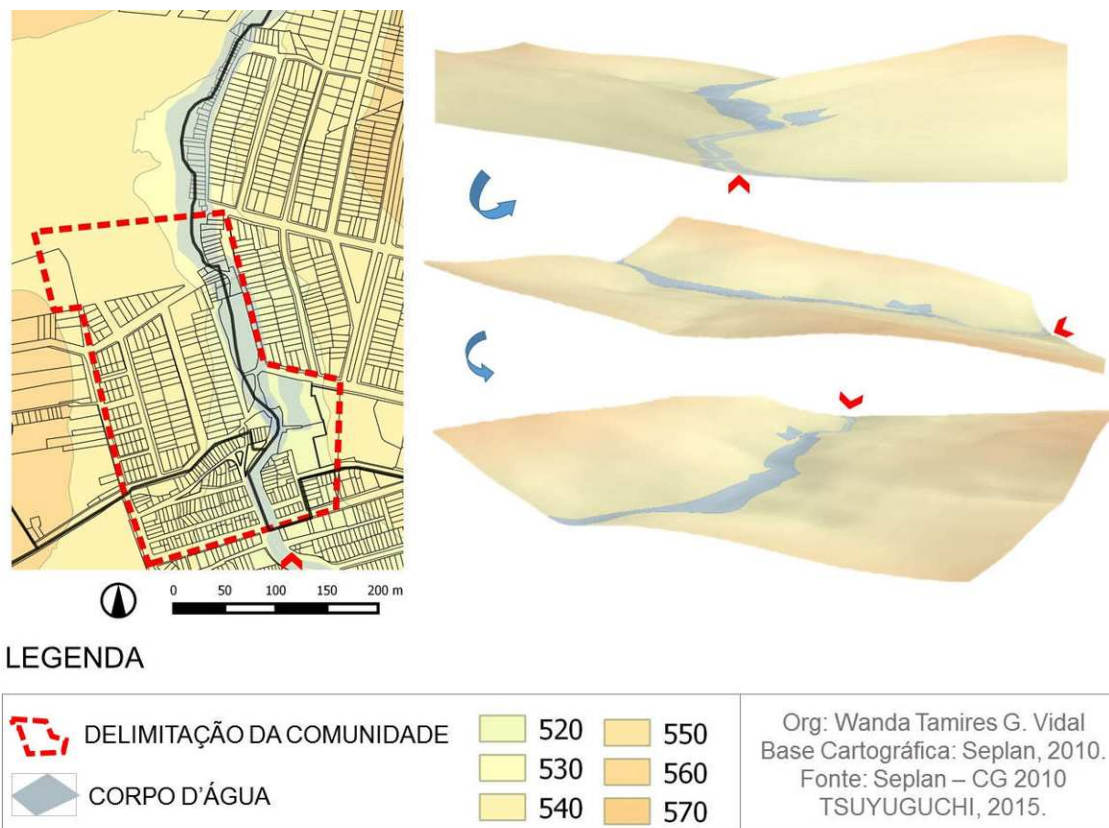 0 50 100 150 200 m
LEGENDA
DELIMITAÇÃO DA COMUNIDADE
CORPO D'ÁGUA
520
530
540
550
560
570
Org: Wanda Tamires G. Vidal
Base Cartográfica: Seplan, 2010.
Fonte: Seplan – CG 2010
TSUYUGUCHI, 2015.